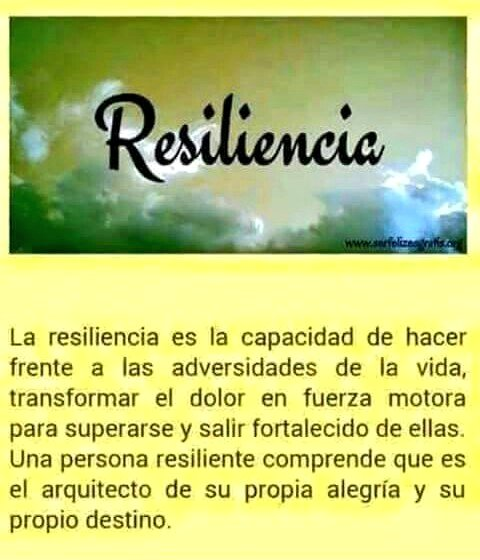 Resiliencia
www.serfelizesgratis.org
La resiliencia es la capacidad de hacer
frente a las adversidades de la vida,
transformar el dolor en fuerza motora
para superarse y salir fortalecido de ellas.
Una persona resiliente comprende que es
el arquitecto de su propia alegría y su
propio destino.